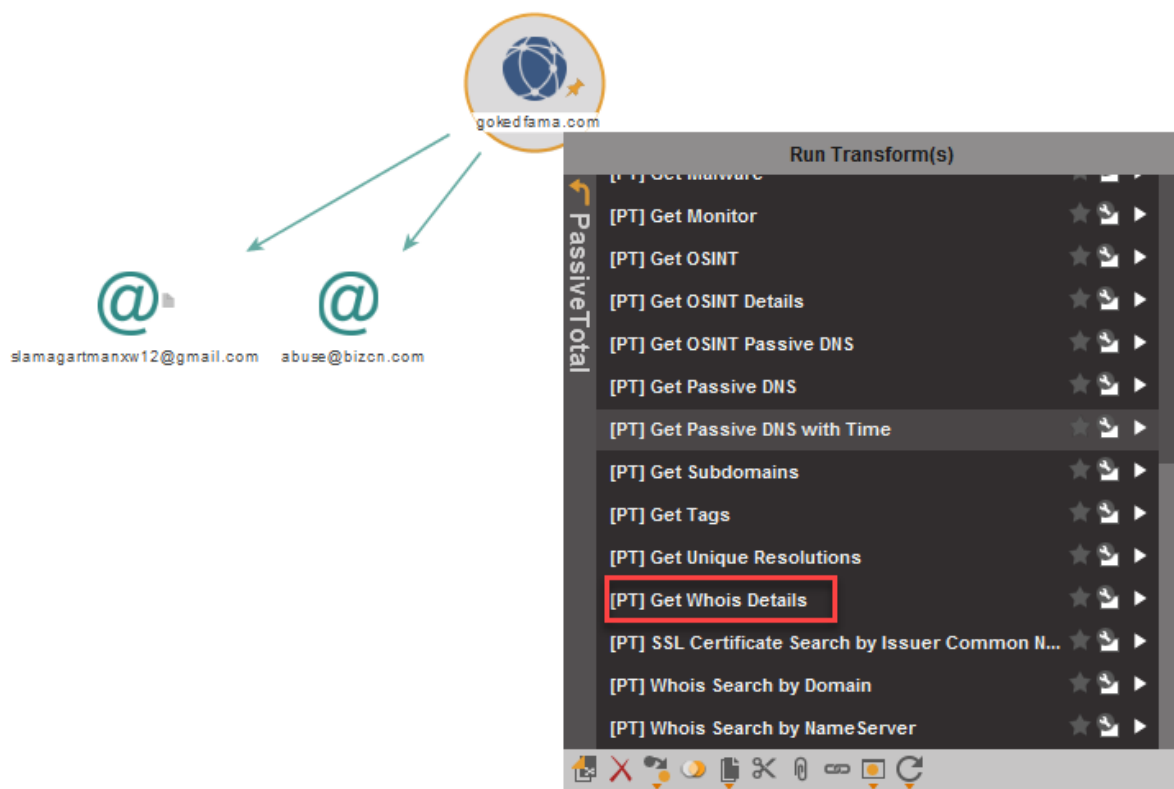 gokedfama.com
slamagartmanxw12@gmail.com
abuse@bizcn.com
Run Transform(s)
PassiveTotal
[PT] Get Malware
[PT] Get Monitor
[PT] Get OSINT
[PT] Get OSINT Details
[PT] Get OSINT Passive DNS
[PT] Get Passive DNS
[PT] Get Passive DNS with Time
[PT] Get Subdomains
[PT] Get Tags
[PT] Get Unique Resolutions
[PT] Get Whois Details
[PT] SSL Certificate Search by Issuer Common N...
[PT] Whois Search by Domain
[PT] Whois Search by NameServer